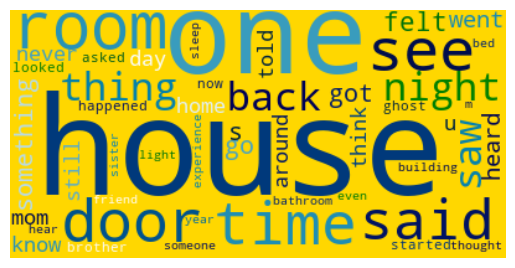 room one see felt went
never looked asked day sleep told bed
thing now back got night
happened home ghost m
something house s go around think u saw heard
still sister light experience building
friend even
mom door time said
hear year bathroom
know brother someone started thought